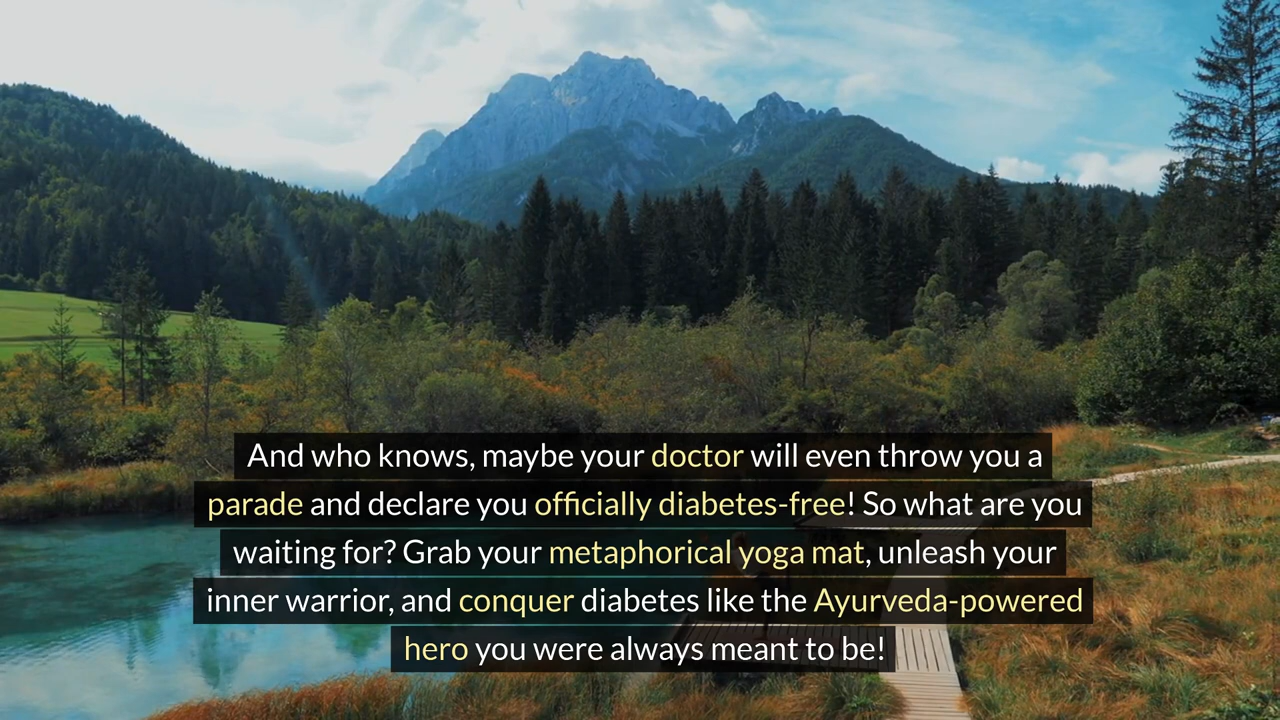 And who knows, maybe your doctor will even throw you a
parade and declare you officially diabetes-free! So what are you
waiting for? Grab your metaphorical yoga mat, unleash your
inner warrior, and conquer diabetes like the Ayurveda-powered
hero you were always meant to be!